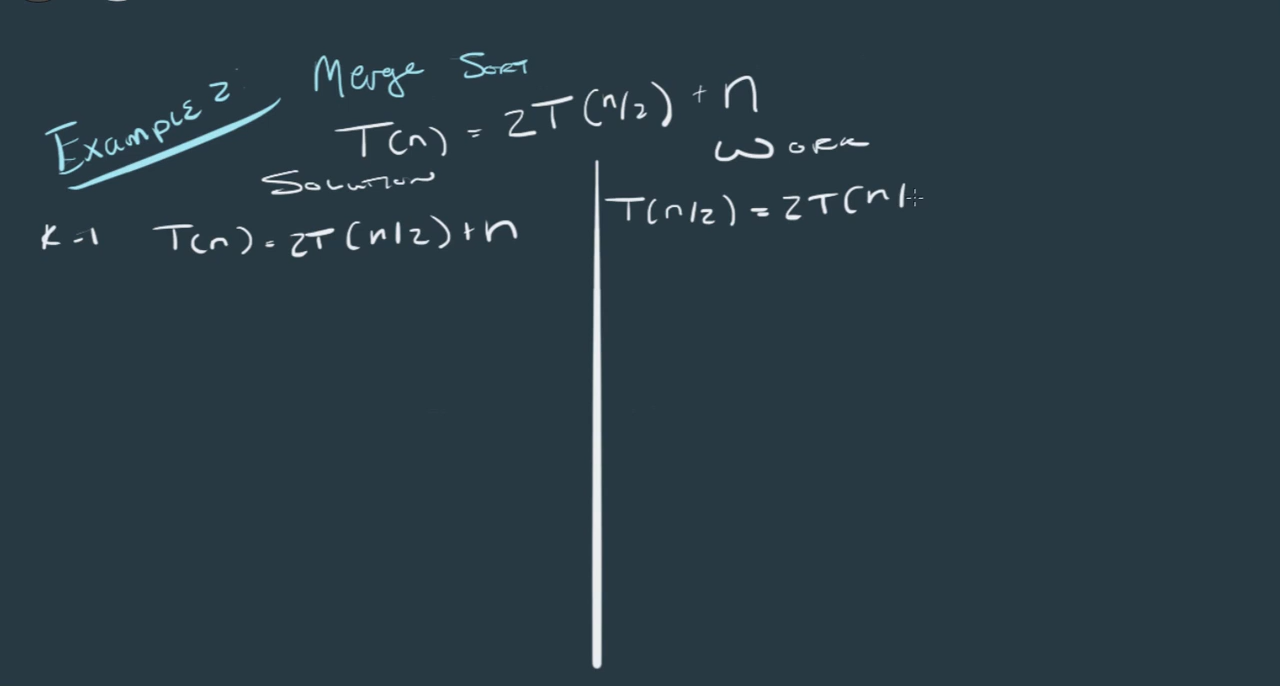 Example 2
Merge Sort
T(n) = 2T(n/2) + n
Solution
Work
K=1 T(n) = 2T(n/2) + n
T(n/2) = 2T(n/